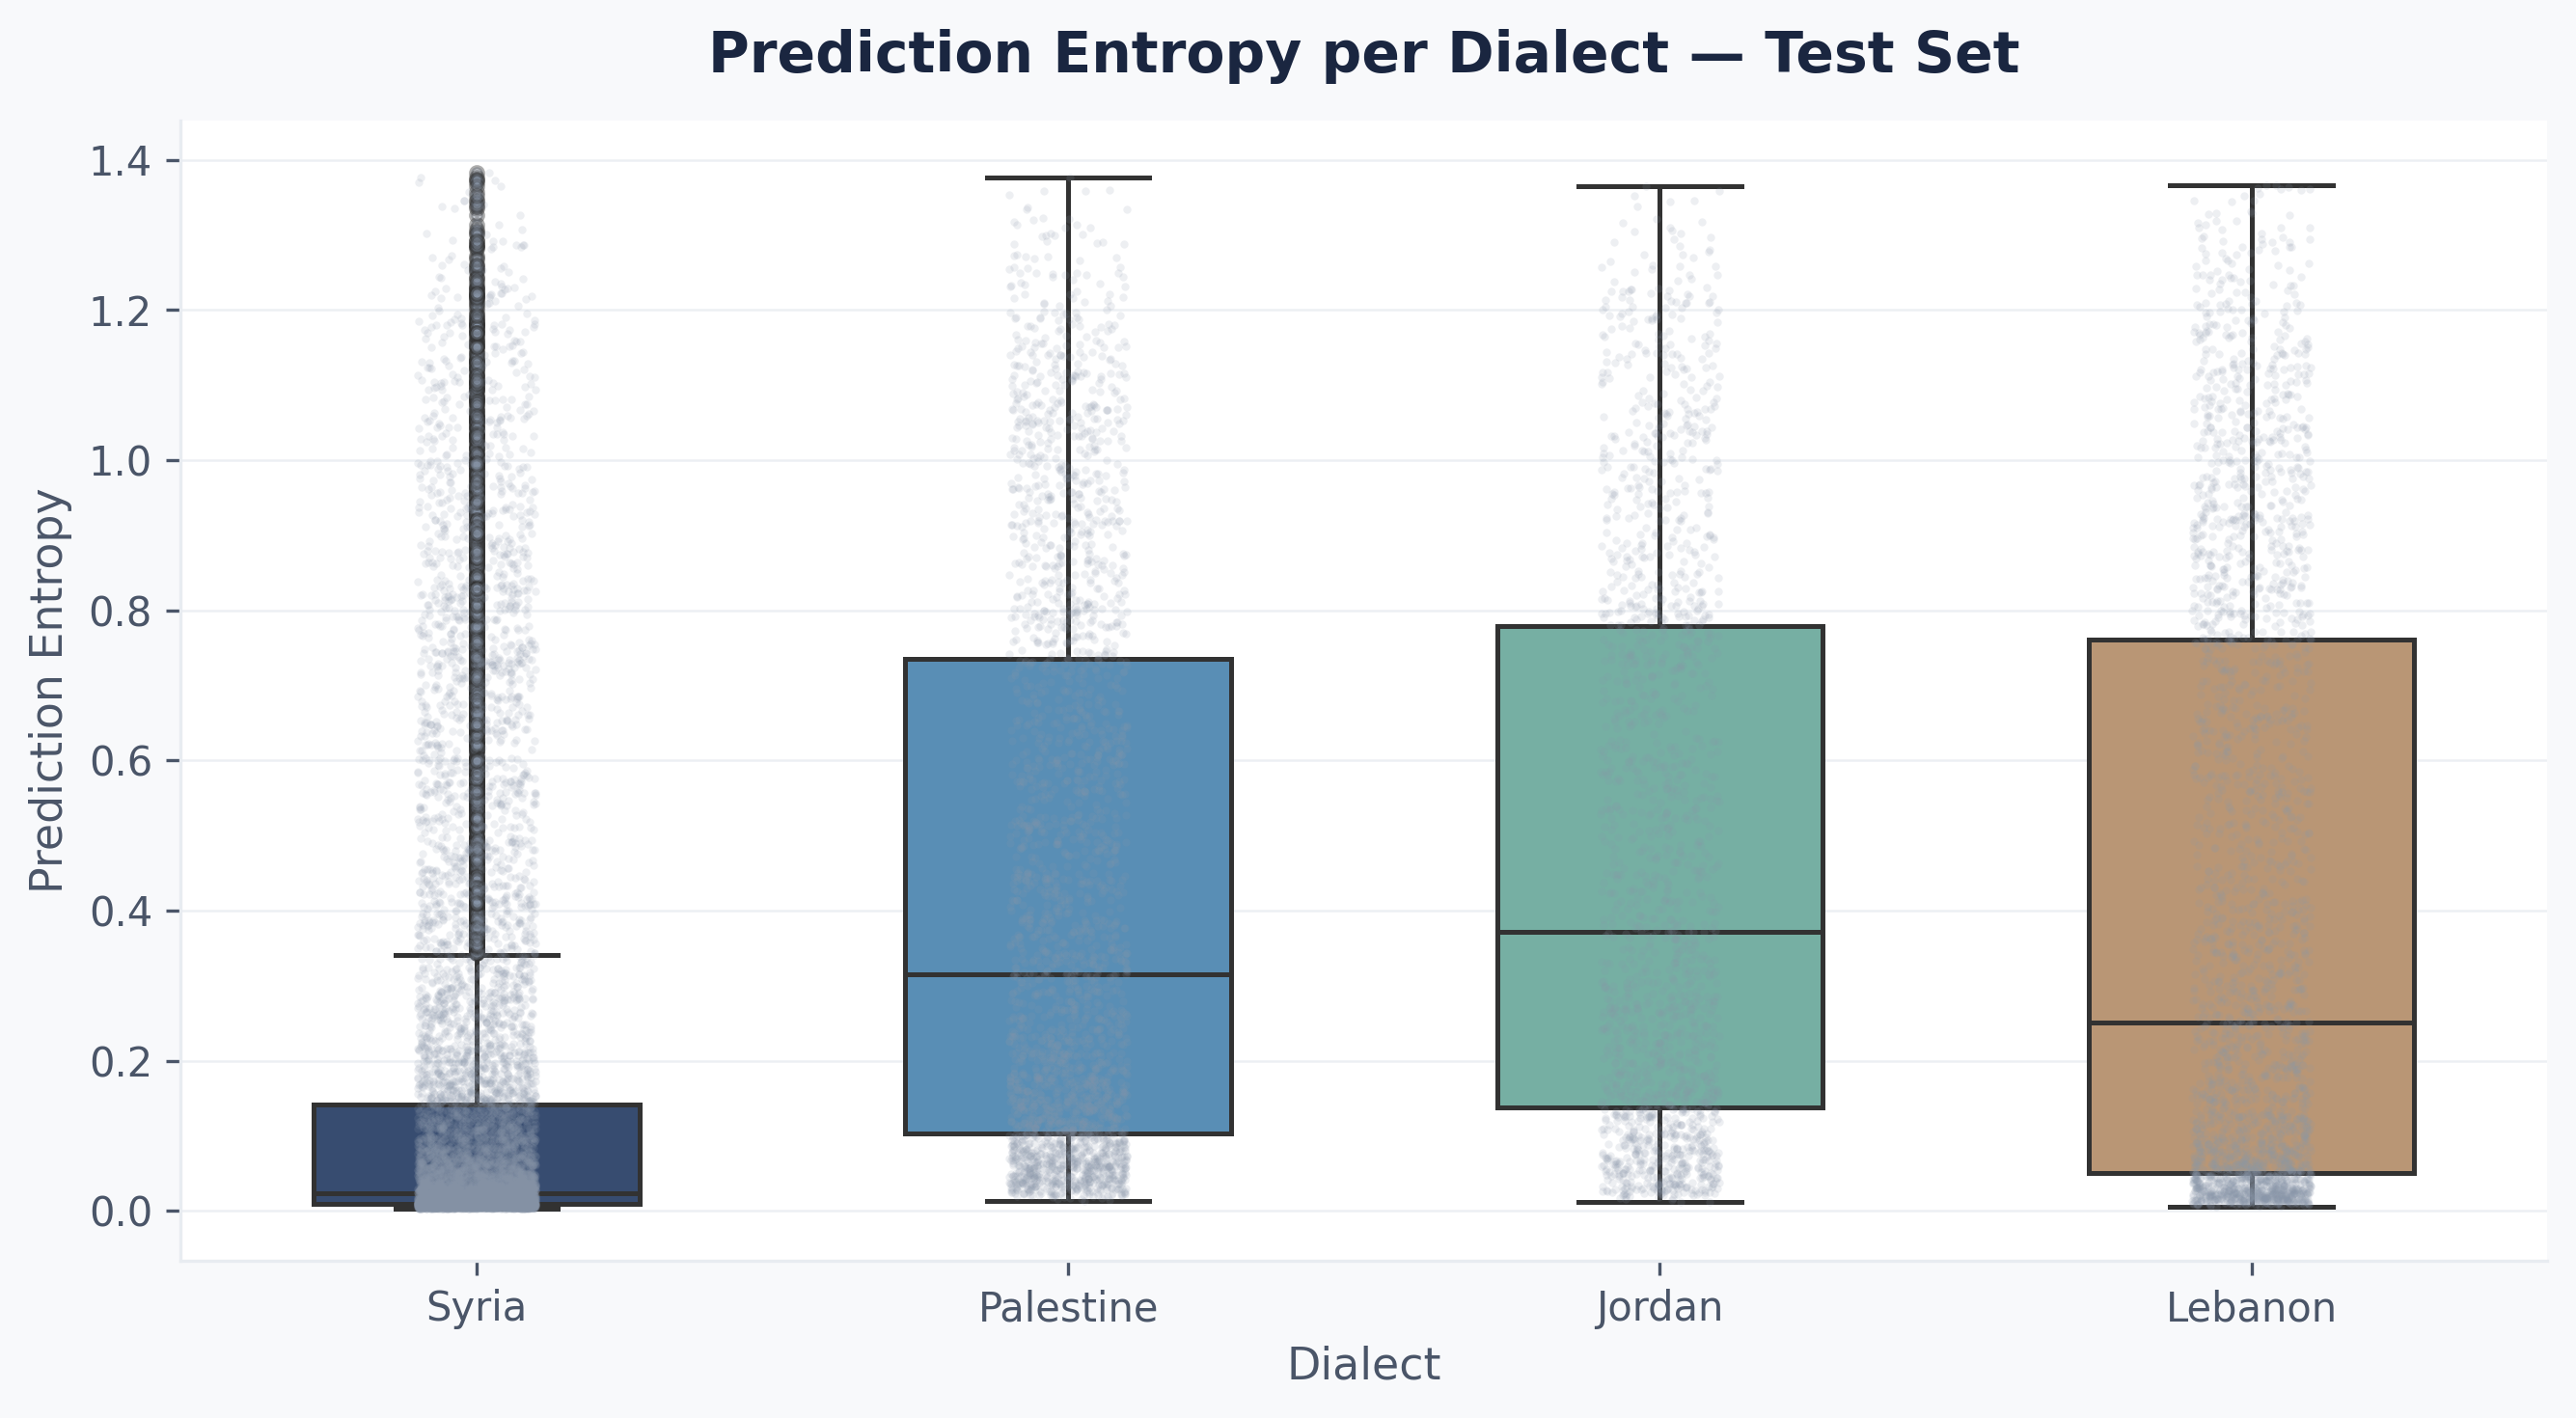 Prediction Entropy per Dialect — Test Set
Prediction Entropy
1.4
1.2
1.0
0.8
0.6
0.4
0.2
0.0
Syria
Palestine
Jordan
Lebanon
Dialect